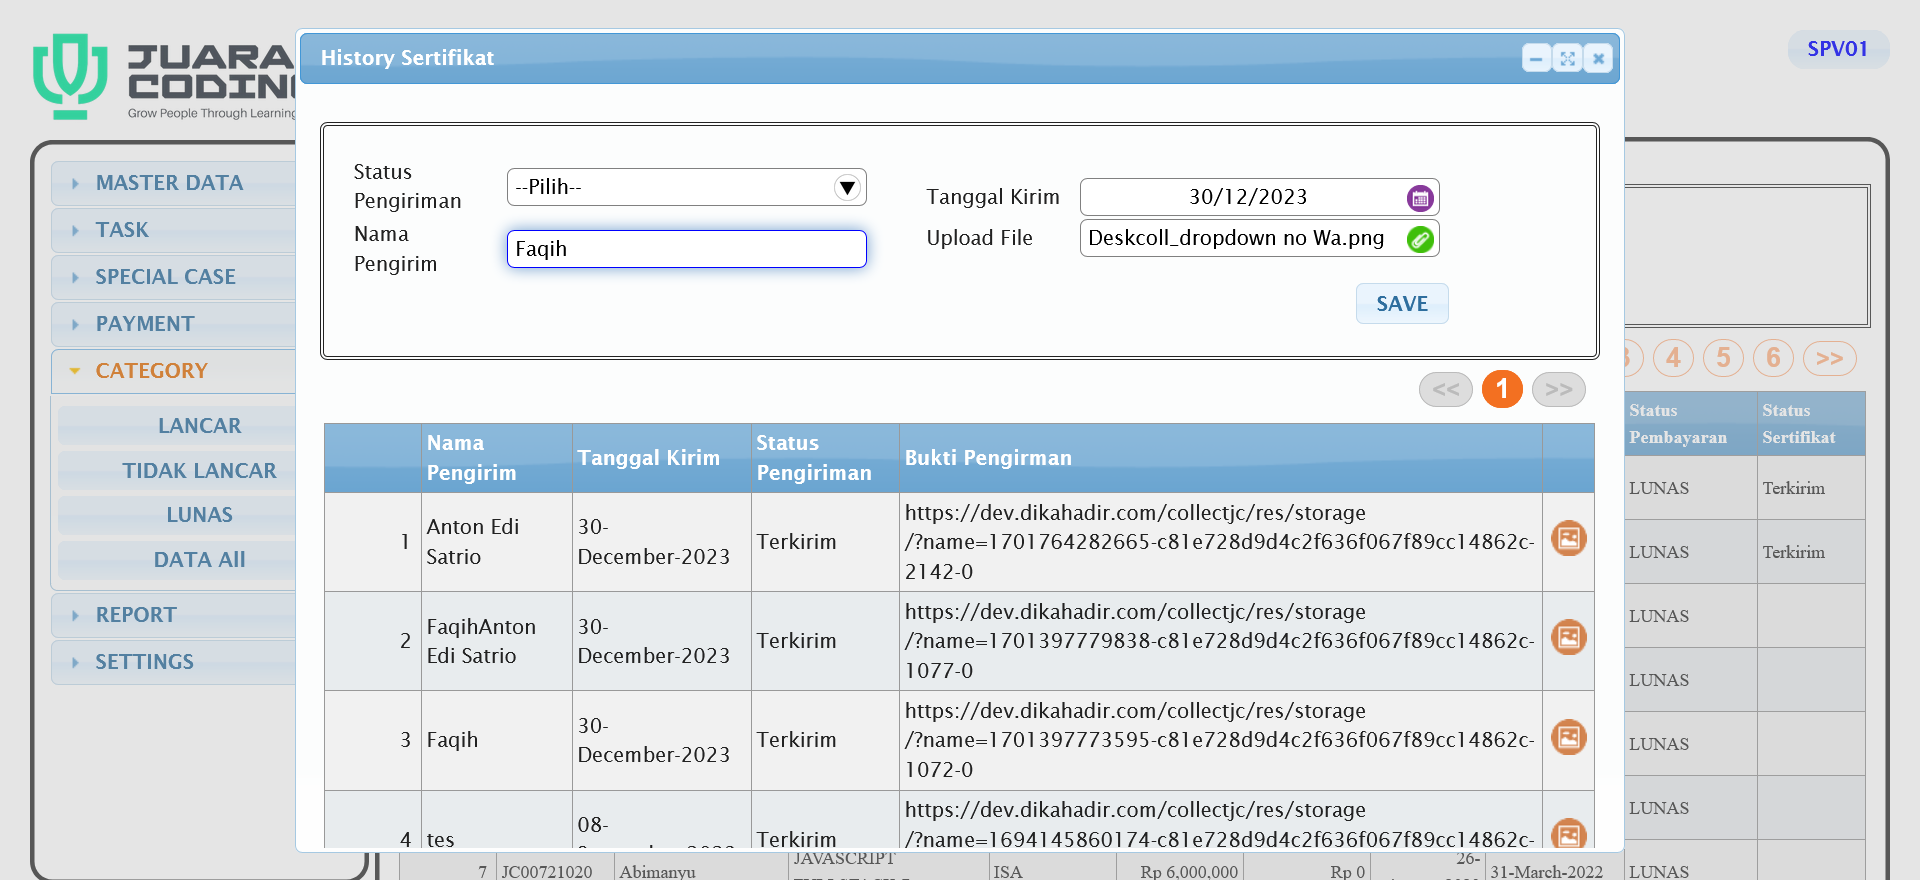 JUARA
CODING
Grow People Through Learning
SPV01
History Sertifikat
MASTER DATA
TASK
SPECIAL CASE
PAYMENT
CATEGORY
LANCAR
TIDAK LANCAR
LUNAS
DATA All
REPORT
SETTINGS
Status
Pengiriman
--Pilih--
Nama
Pengirim
Faqih
Tanggal Kirim
30/12/2023
Upload File
Deskcoll_dropdown no Wa.png
SAVE
<< 1 >>
4 5 6 >>
Nama
Pengirim
Tanggal Kirim
Status
Pengiriman
Bukti Pengirman
1
Anton Edi
Satrio
30-
December-2023
Terkirim
https://dev.dikahadir.com/collectjc/res/storage
/?name=1701764282665-c81e728d9d4c2f636f067f89cc14862c-
2142-0
2
FaqihAnton
Edi Satrio
30-
December-2023
Terkirim
https://dev.dikahadir.com/collectjc/res/storage
/?name=1701397779838-c81e728d9d4c2f636f067f89cc14862c-
1077-0
3
Faqih
30-
December-2023
Terkirim
https://dev.dikahadir.com/collectjc/res/storage
/?name=1701397773595-c81e728d9d4c2f636f067f89cc14862c-
1072-0
4
tes
08-
Terkirim
https://dev.dikahadir.com/collectjc/res/storage
/?name=1694145860174-c81e728d9d4c2f636f067f89cc14862c-
Status
Pembayaran
Status
Sertifikat
LUNAS
Terkirim
LUNAS
Terkirim
LUNAS
LUNAS
LUNAS
LUNAS
7
JC00721020
Abimanyu
JAVASCRIPT
ISA
Rp 6,000,000
Rp 0
26-
31-March-2022
LUNAS